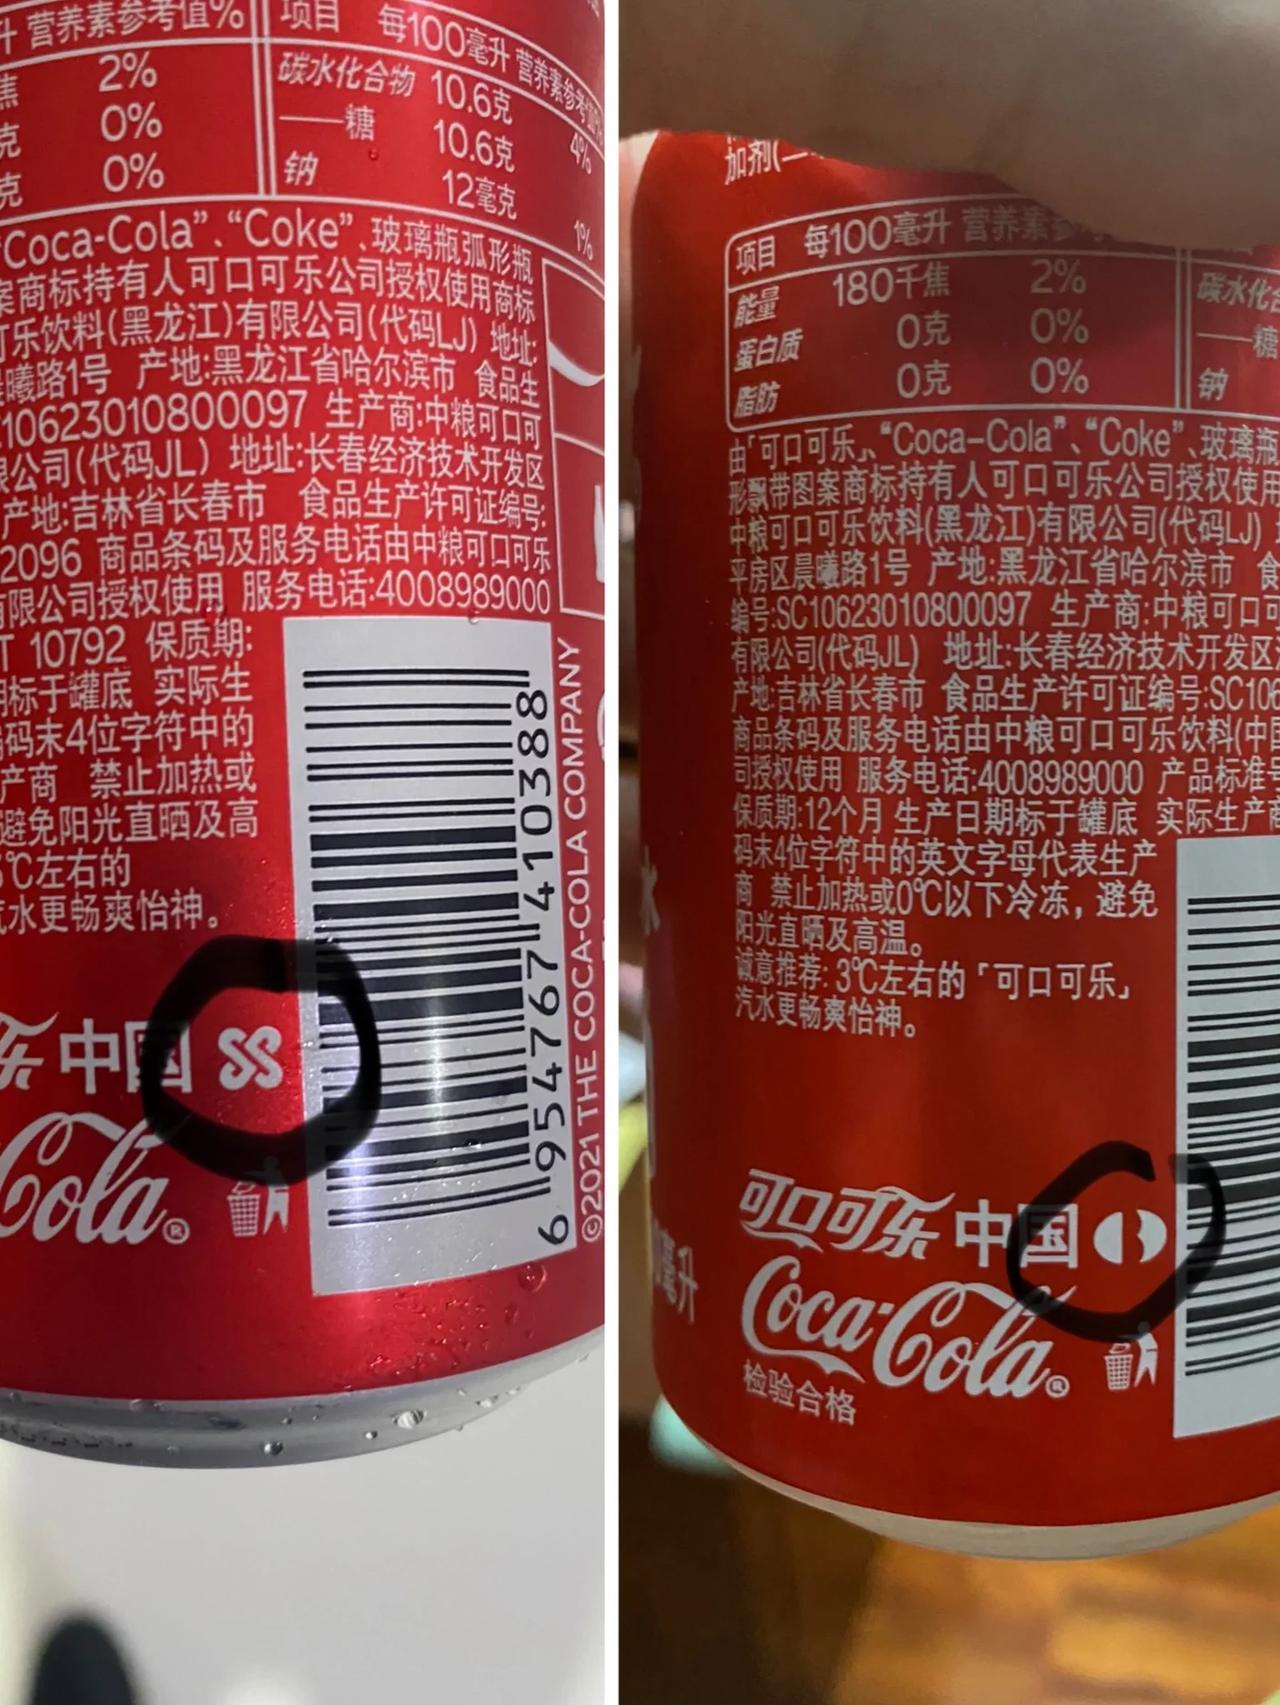 升 营养素参考值%
项目 每100毫升 营养素参考值%
焦 2%
克 0%
克 0%
碳水化合物 10.6克 4%
——糖 10.6克
钠 12毫克 1%
“Coca-Cola”、“Coke”、玻璃瓶弧形瓶
案商标持有人可口可乐公司授权使用商标
可乐饮料(黑龙江)有限公司(代码LJ) 地址:
晨曦路1号 产地:黑龙江省哈尔滨市 食品生
10623010800097 生产商:中粮可口可
限公司(代码JL) 地址:长春经济技术开发区
产地:吉林省长春市 食品生产许可证编号:
2096 商品条码及服务电话由中粮可口可乐
有限公司授权使用 服务电话:4008989000
T 10792 保质期:
期标于罐底 实际生
码末4位字符中的
产商 禁止加热或
避免阳光直晒及高
℃左右的
汽水更畅爽怡神。
乐 中国 SS
Cola®
6 954767 410388
©2021 THE COCA-COLA COMPANY
加剂(二
项目 每100毫升 营养素参考
能量 180千焦 2%
蛋白质 0克 0%
脂肪 0克 0%
碳水化合
——糖
钠
由「可口可乐」、“Coca-Cola”、“Coke”、玻璃瓶
形飘带图案商标持有人可口可乐公司授权使用
中粮可口可乐饮料(黑龙江)有限公司(代码LJ)
平房区晨曦路1号 产地:黑龙江省哈尔滨市 食
编号:SC10623010800097 生产商:中粮可口可
有限公司(代码JL) 地址:长春经济技术开发区
产地:吉林省长春市 食品生产许可证编号:SC106
商品条码及服务电话由中粮可口可乐饮料(中国
司授权使用 服务电话:4008989000 产品标准号
保质期:12个月 生产日期标于罐底 实际生产商
码末4位字符中的英文字母代表生产
商 禁止加热或0℃以下冷冻，避免
阳光直晒及高温。
诚意推荐: 3℃左右的「可口可乐」
汽水更畅爽怡神。
水
毫升
可口可乐 中国
Coca-Cola®
检验合格